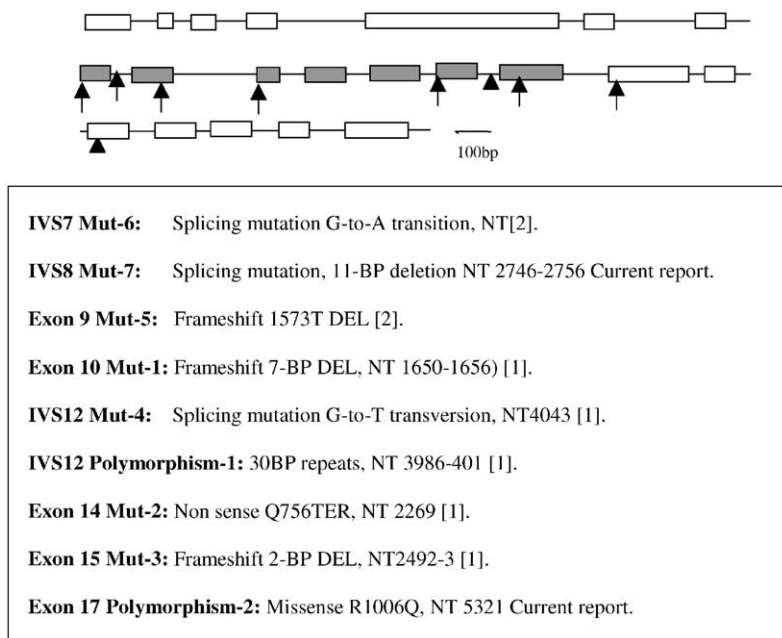 100bp
IVS7 Mut-6: Splicing mutation G-to-A transition, NT[2].
IVS8 Mut-7: Splicing mutation, 11-BP deletion NT 2746-2756 Current report.
Exon 9 Mut-5: Frameshift 1573T DEL [2].
Exon 10 Mut-1: Frameshift 7-BP DEL, NT 1650-1656) [1].
IVS12 Mut-4: Splicing mutation G-to-T transversion, NT4043 [1].
IVS12 Polymorphism-1: 30BP repeats, NT 3986-401 [1].
Exon 14 Mut-2: Non sense Q756TER, NT 2269 [1].
Exon 15 Mut-3: Frameshift 2-BP DEL, NT2492-3 [1].
Exon 17 Polymorphism-2: Missense R1006Q, NT 5321 Current report.